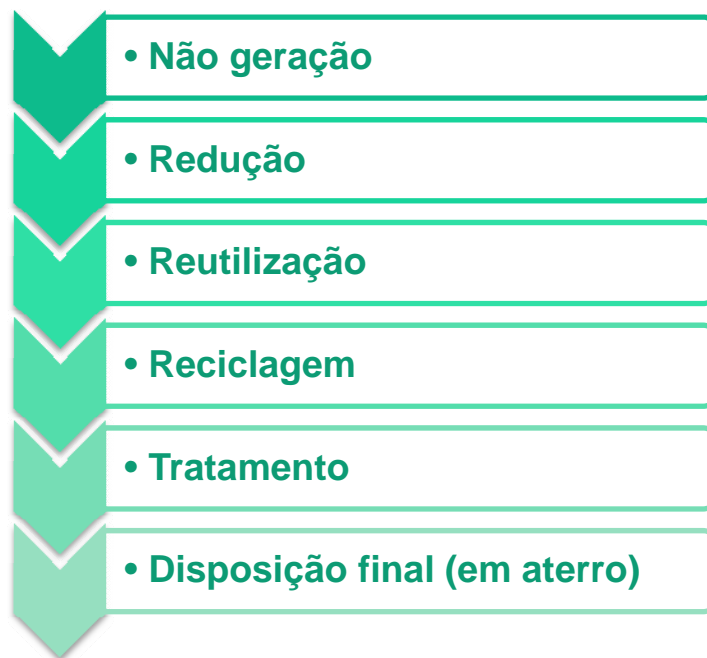 • Não geração
• Redução
• Reutilização
• Reciclagem
• Tratamento
• Disposição final (em aterro)